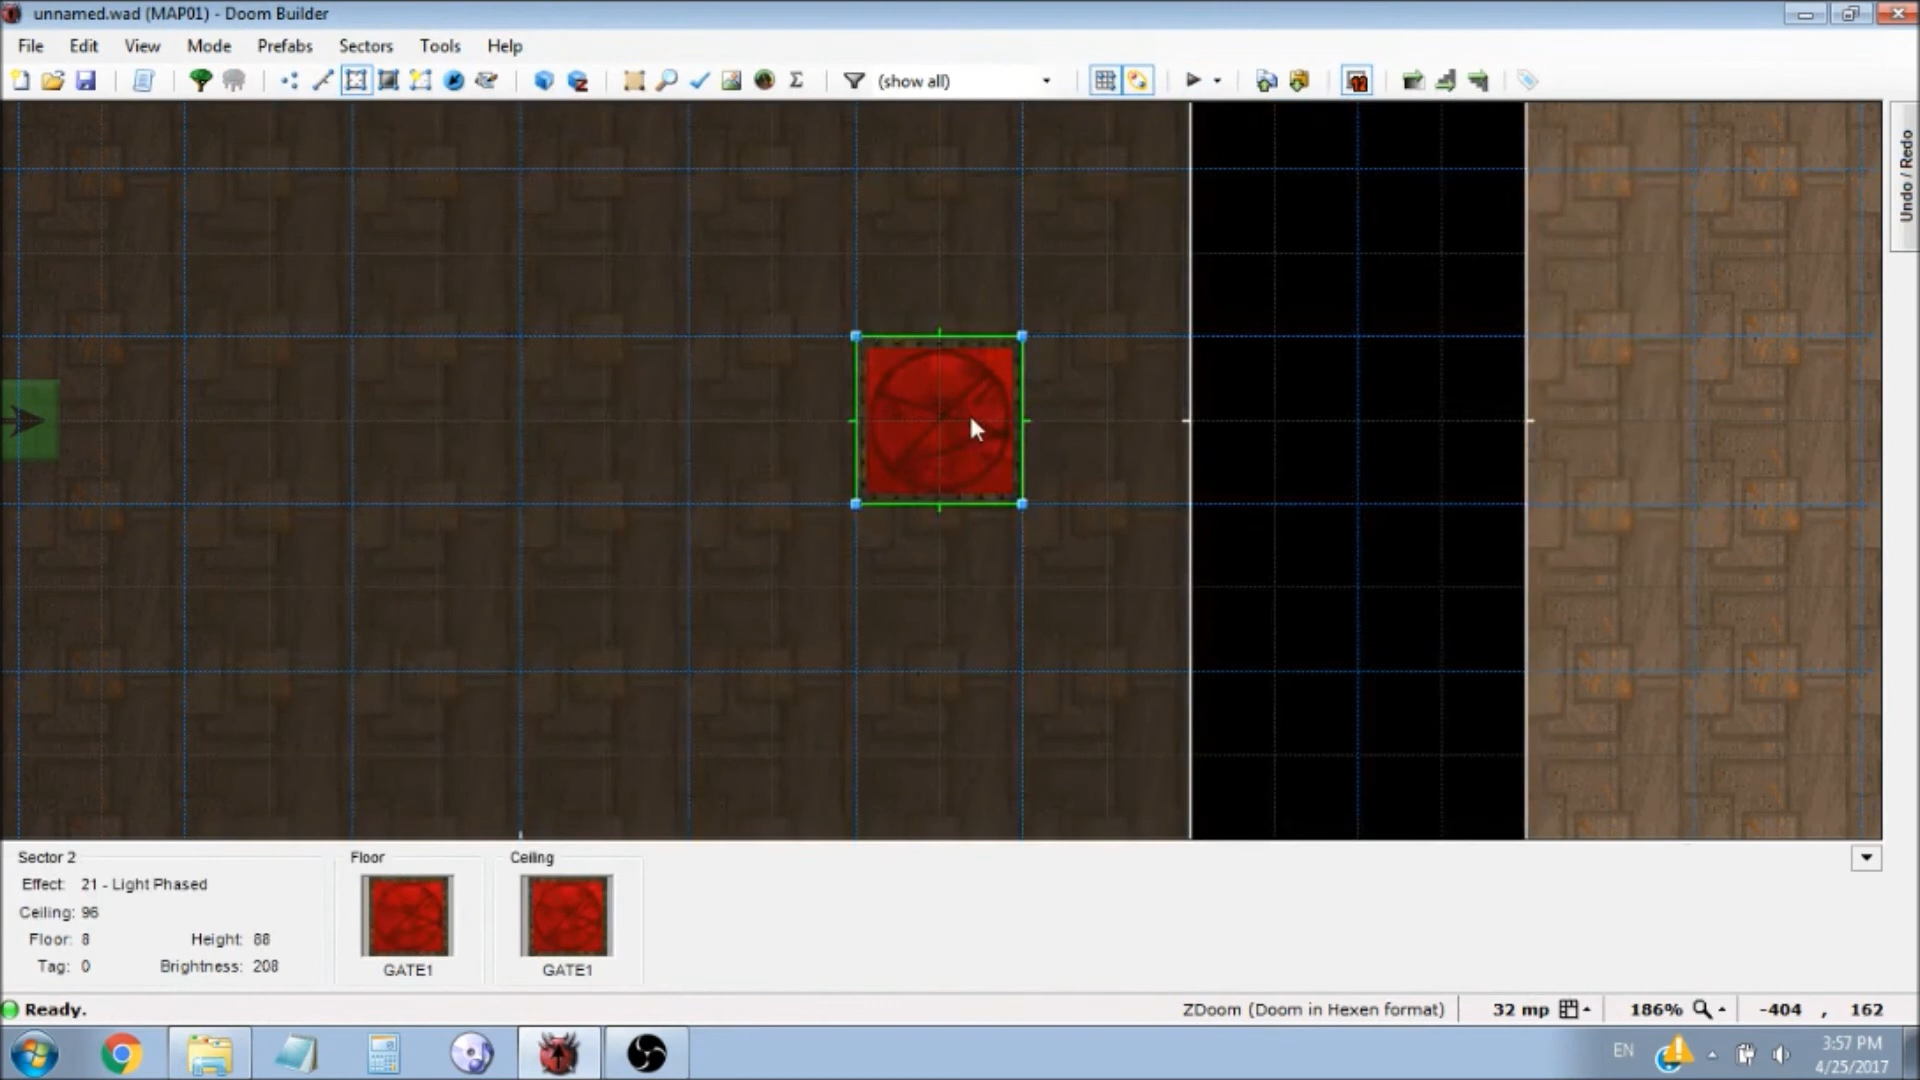 unnamed.wad (MAP01) - Doom Builder
File Edit View Mode Prefabs Sectors Tools Help
(show all)
Undo / Redo
Sector 2
Effect: 21 - Light Phased
Ceiling: 96
Floor: 8 Height: 88
Tag: 0 Brightness: 208
Floor
GATE1
Ceiling
GATE1
Ready.
ZDoom (Doom in Hexen format) 32 mp 186% -404 , 162
EN
3:57 PM
4/25/2017